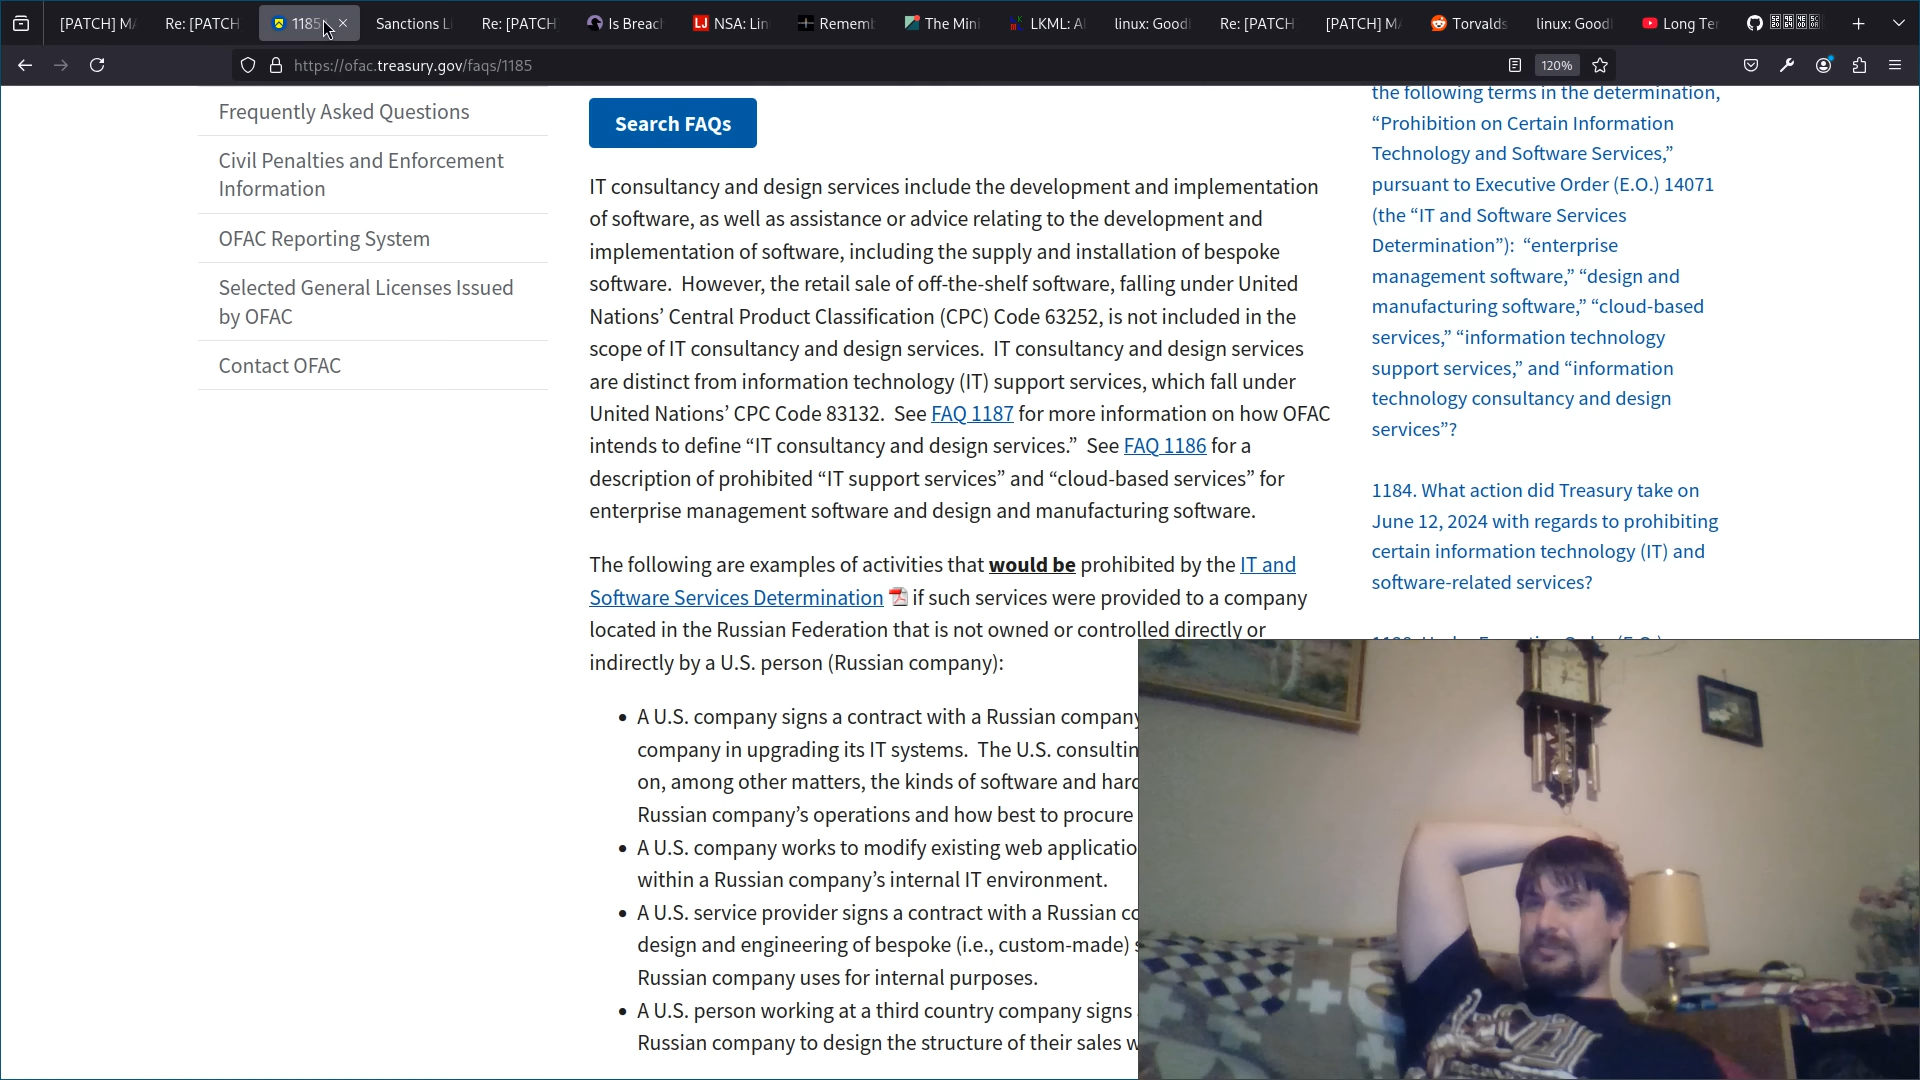 [PATCH] MA
Re: [PATCH
1185
Sanctions Li
Re: [PATCH
Is Breach
NSA: Lin
Rememb
The Mini
LKML: Al
linux: Goodl
Re: [PATCH
[PATCH] MA
Torvalds
linux: Goodl
Long Ter
https://ofac.treasury.gov/faqs/1185
120%
Frequently Asked Questions
Civil Penalties and Enforcement
Information
OFAC Reporting System
Selected General Licenses Issued
by OFAC
Contact OFAC
Search FAQs
IT consultancy and design services include the development and implementation
of software, as well as assistance or advice relating to the development and
implementation of software, including the supply and installation of bespoke
software.  However, the retail sale of off-the-shelf software, falling under United
Nations’ Central Product Classification (CPC) Code 63252, is not included in the
scope of IT consultancy and design services.  IT consultancy and design services
are distinct from information technology (IT) support services, which fall under
United Nations’ CPC Code 83132.  See FAQ 1187 for more information on how OFAC
intends to define “IT consultancy and design services.”  See FAQ 1186 for a
description of prohibited “IT support services” and “cloud-based services” for
enterprise management software and design and manufacturing software.
The following are examples of activities that would be prohibited by the IT and
Software Services Determination if such services were provided to a company
located in the Russian Federation that is not owned or controlled directly or
indirectly by a U.S. person (Russian company):
• A U.S. company signs a contract with a Russian company
company in upgrading its IT systems.  The U.S. consultin
on, among other matters, the kinds of software and hard
Russian company’s operations and how best to procure
• A U.S. company works to modify existing web applicatio
within a Russian company’s internal IT environment.
• A U.S. service provider signs a contract with a Russian co
design and engineering of bespoke (i.e., custom-made) s
Russian company uses for internal purposes.
• A U.S. person working at a third country company signs
Russian company to design the structure of their sales w
the following terms in the determination,
“Prohibition on Certain Information
Technology and Software Services,”
pursuant to Executive Order (E.O.) 14071
(the “IT and Software Services
Determination”):  “enterprise
management software,” “design and
manufacturing software,” “cloud-based
services,” “information technology
support services,” and “information
technology consultancy and design
services”?
1184. What action did Treasury take on
June 12, 2024 with regards to prohibiting
certain information technology (IT) and
software-related services?